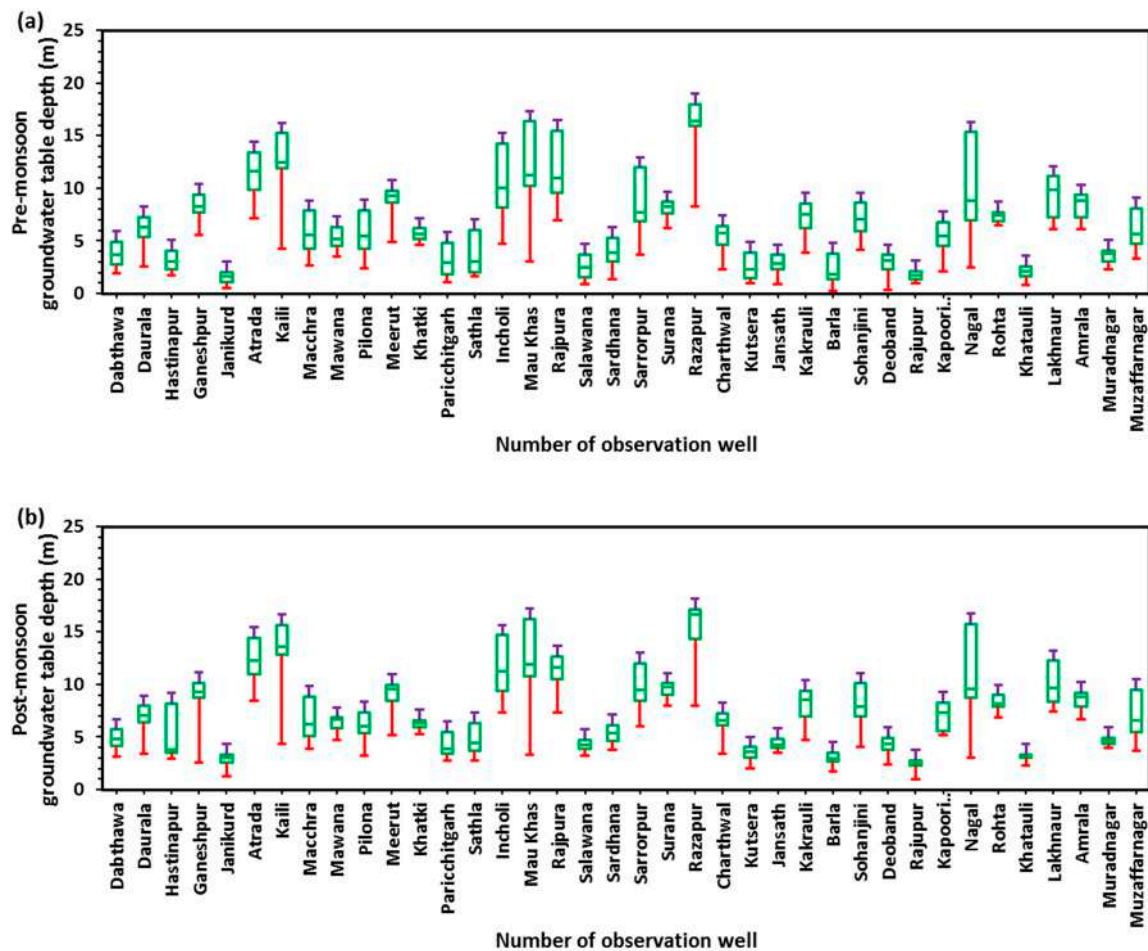 (a)
Pre-monsoon
groundwater table depth (m)
25
20
15
10
5
0
Dabthawa
Daurala
Hastinapur
Ganeshpur
Janikurd
Atrada
Kaili
Macchra
Mawana
Pilona
Meerut
Khatki
Paricchitgarh
Sathla
Incholi
Mau Khas
Rajpura
Salawana
Sardhana
Sarrorpur
Surana
Razapur
Charthwal
Kutsera
Jansath
Kakrauli
Barla
Sohanjini
Deoband
Rajupur
Kapoori..
Nagal
Rohta
Khatauli
Lakhnaur
Amrala
Muradnagar
Muzaffarnagar
Number of observation well
(b)
Post-monsoon
groundwater table depth (m)
25
20
15
10
5
0
Dabthawa
Daurala
Hastinapur
Ganeshpur
Janikurd
Atrada
Kaili
Macchra
Mawana
Pilona
Meerut
Khatki
Paricchitgarh
Sathla
Incholi
Mau Khas
Rajpura
Salawana
Sardhana
Sarrorpur
Surana
Razapur
Charthwal
Kutsera
Jansath
Kakrauli
Barla
Sohanjini
Deoband
Rajupur
Kapoori..
Nagal
Rohta
Khatauli
Lakhnaur
Amrala
Muradnagar
Muzaffarnagar
Number of observation well